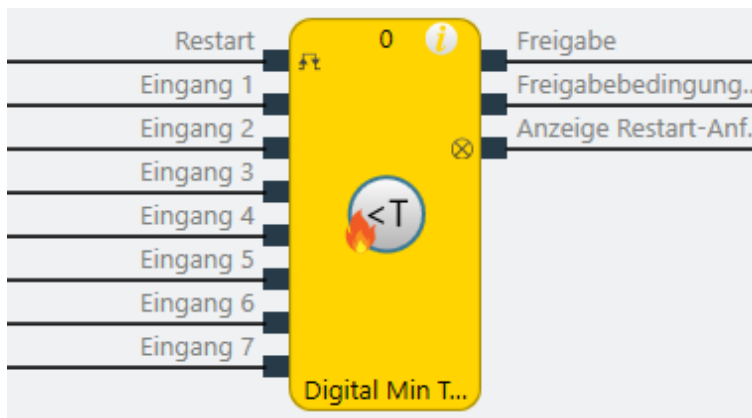 Restart
Eingang 1
Eingang 2
Eingang 3
Eingang 4
Eingang 5
Eingang 6
Eingang 7
0
i
<T
Digital Min T...
Freigabe
Freigabebedingung..
Anzeige Restart-Anf.